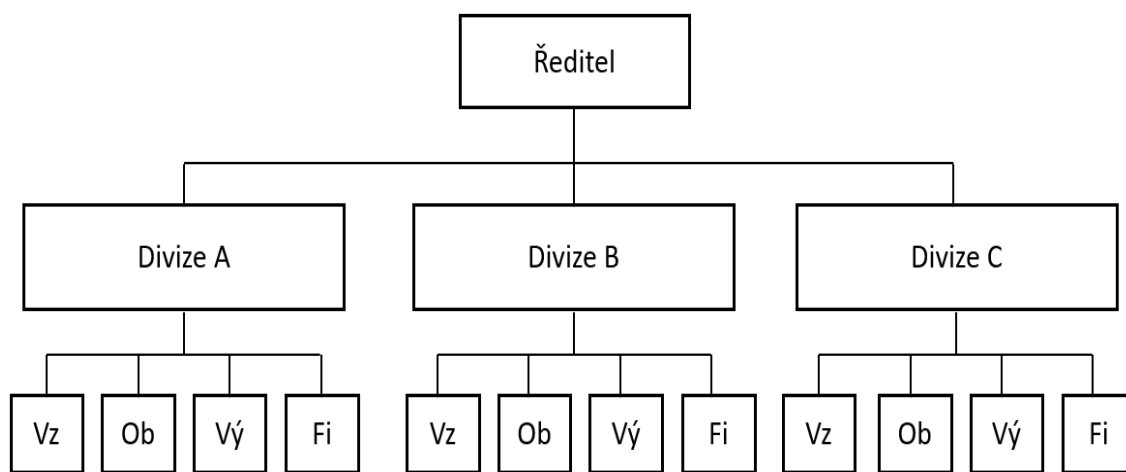 Ředitel
Divize A
Divize B
Divize C
Vz
Ob
Vý
Fi
Vz
Ob
Vý
Fi
Vz
Ob
Vý
Fi